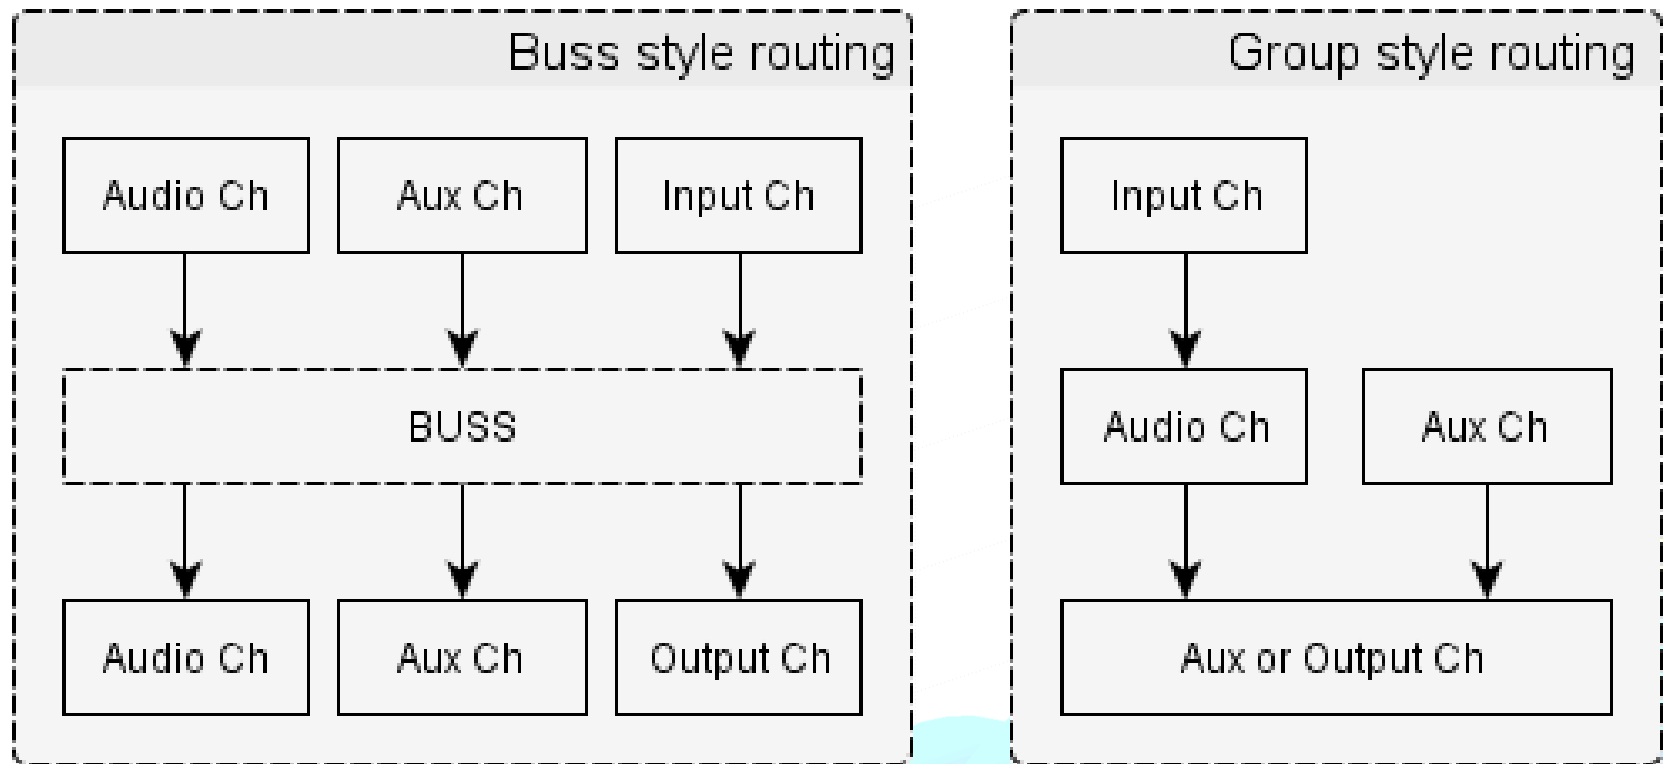 Buss style routing
Audio Ch
Aux Ch
Input Ch
BUSS
Audio Ch
Aux Ch
Output Ch
Group style routing
Input Ch
Audio Ch
Aux Ch
Aux or Output Ch